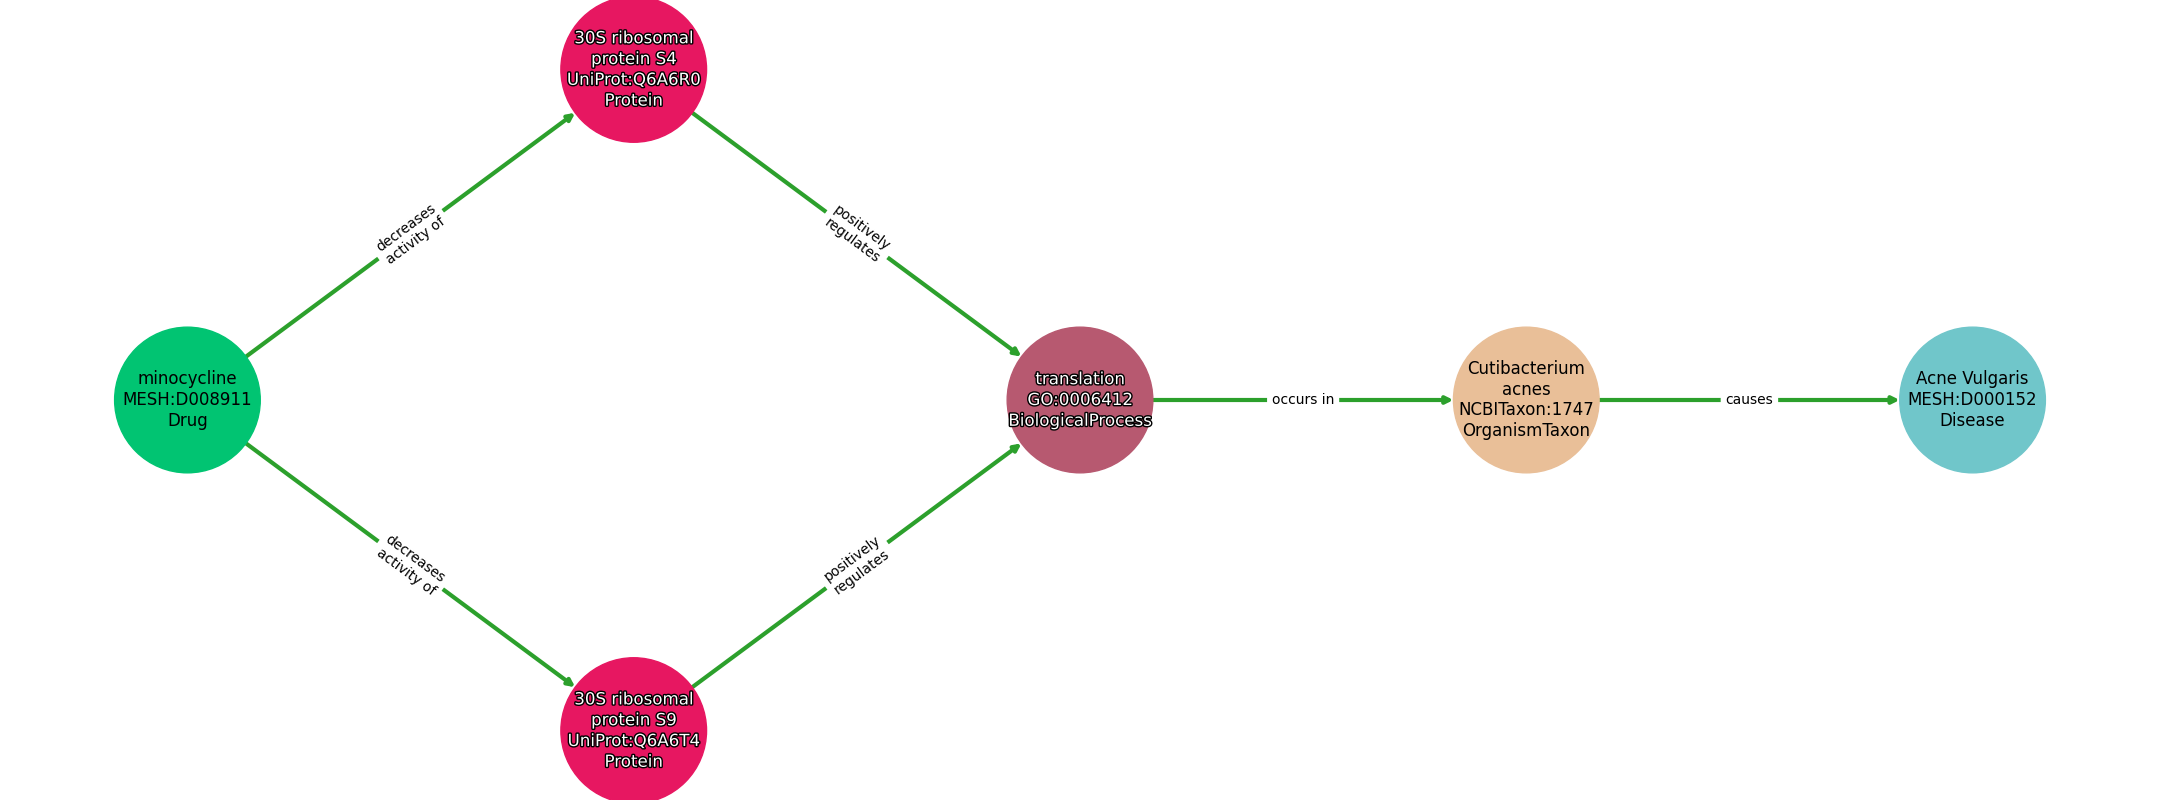 30S ribosomal
protein S4
UniProt:Q6A6R0
Protein
decreases
activity of
positively
regulates
minocycline
MESH:D008911
Drug
translation
GO:0006412
BiologicalProcess
occurs in
Cutibacterium
acnes
NCBITaxon:1747
OrganismTaxon
causes
Acne Vulgaris
MESH:D000152
Disease
decreases
activity of
positively
regulates
30S ribosomal
protein S9
UniProt:Q6A6T4
Protein